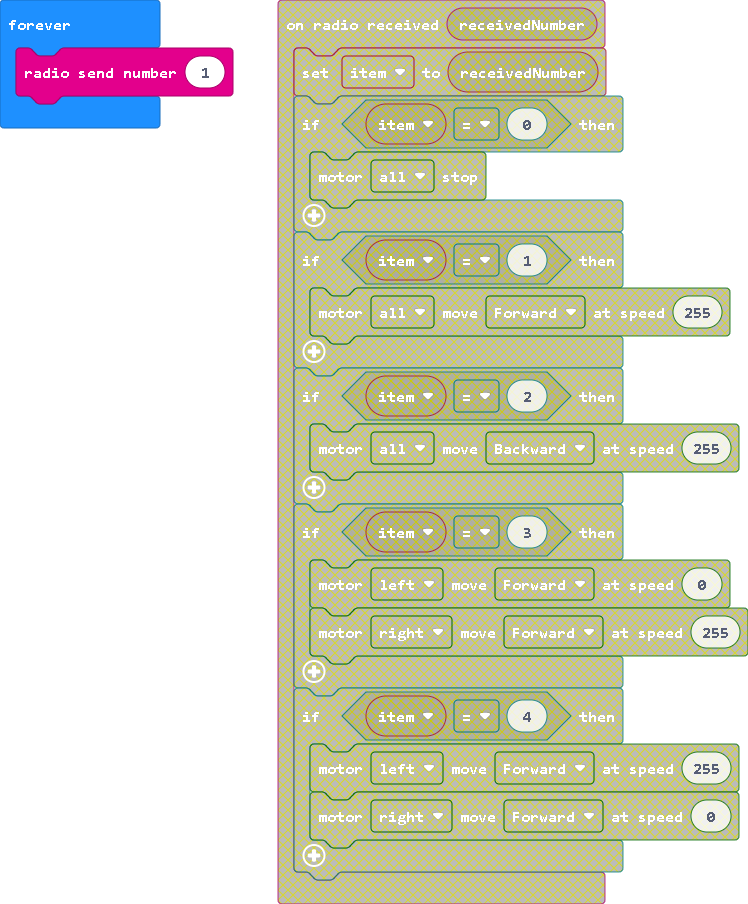 forever
radio send number 1
on radio received receivedNumber
set item to receivedNumber
if item = 0 then
motor all stop
if item = 1 then
motor all move Forward at speed 255
if item = 2 then
motor all move Backward at speed 255
if item = 3 then
motor left move Forward at speed 0
motor right move Forward at speed 255
if item = 4 then
motor left move Forward at speed 255
motor right move Forward at speed 0